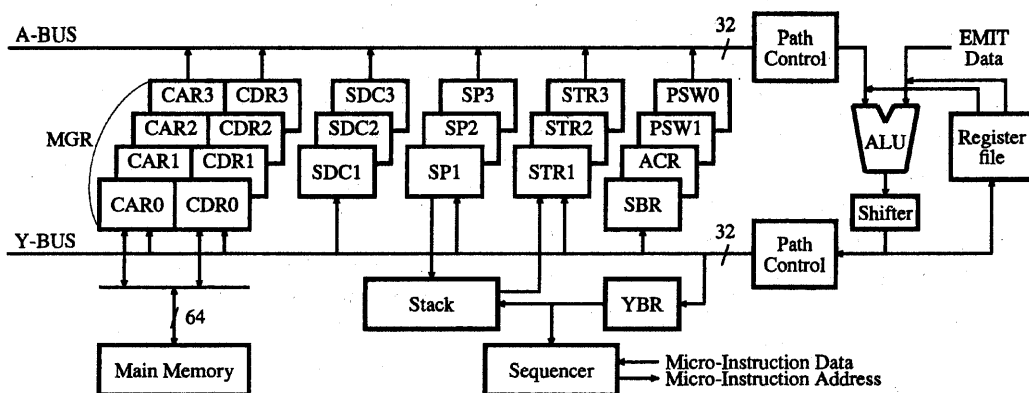 A-BUS
32
Path
Control
EMIT
Data
MGR
CAR3
CDR3
SDC3
SP3
STR3
PSW0
CAR2
CDR2
SDC2
SP2
STR2
PSW1
CAR1
CDR1
SDC1
SP1
STR1
ACR
CAR0
CDR0
SBR
ALU
Register
file
Shifter
Y-BUS
32
Path
Control
Stack
YBR
64
Main Memory
Sequencer
Micro-Instruction Data
Micro-Instruction Address